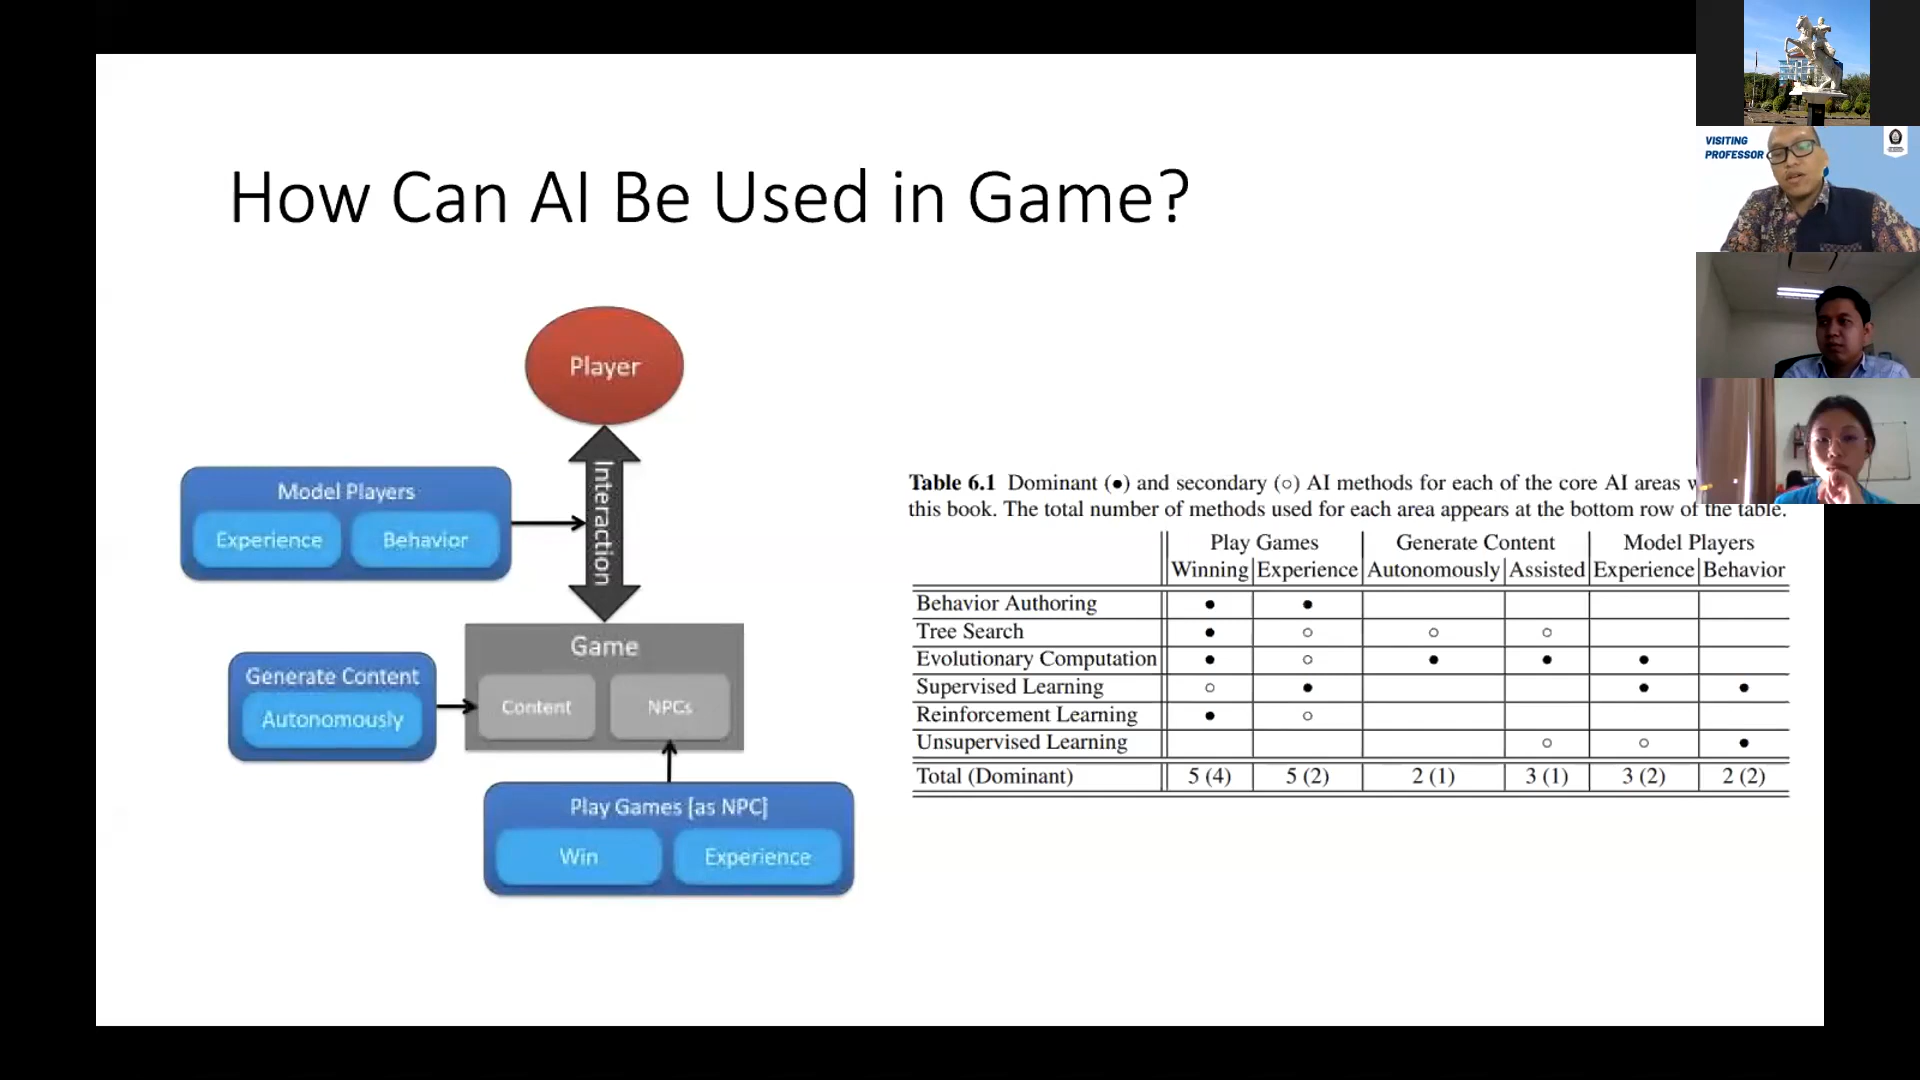 How Can AI Be Used in Game?
VISITING
PROFESSOR
Player
Interaction
Model Players
Experience
Behavior
Game
Content
NPCs
Generate Content
Autonomously
Play Games [as NPC]
Win
Experience
Table 6.1 Dominant (●) and secondary (○) AI methods for each of the core AI areas
this book. The total number of methods used for each area appears at the bottom row of the table.
Play Games | Generate Content | Model Players
Winning | Experience | Autonomously | Assisted | Experience | Behavior
Behavior Authoring ● ●
Tree Search ● ○ ○ ○
Evolutionary Computation ● ○ ● ● ●
Supervised Learning ○ ● ● ●
Reinforcement Learning ● ○
Unsupervised Learning ○ ○ ●
Total (Dominant) 5 (4) 5 (2) 2 (1) 3 (1) 3 (2) 2 (2)